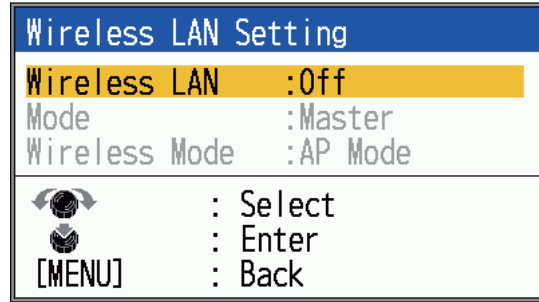 Wireless LAN Setting
Wireless LAN :Off
Mode :Master
Wireless Mode :AP Mode
: Select
: Enter
[MENU] : Back